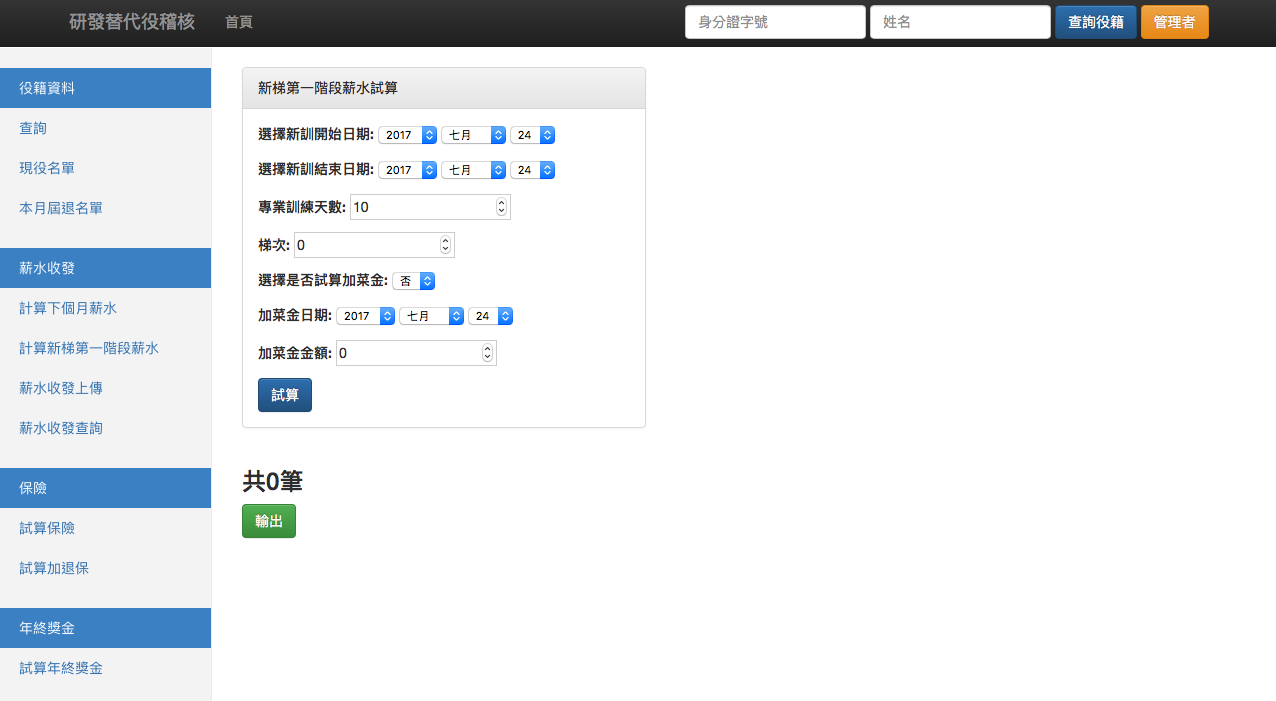 研發替代役稽核 首頁 身分證字號 姓名 查詢役籍 管理者
役籍資料
查詢
現役名單
本月屆退名單
薪水收發
計算下個月薪水
計算新梯第一階段薪水
薪水收發上傳
薪水收發查詢
保險
試算保險
試算加退保
年終獎金
試算年終獎金
新梯第一階段薪水試算
選擇新訓開始日期: 2017 七月 24
選擇新訓結束日期: 2017 七月 24
專業訓練天數: 10
梯次: 0
選擇是否試算加菜金: 否
加菜金日期: 2017 七月 24
加菜金金額: 0
試算
共0筆
輸出